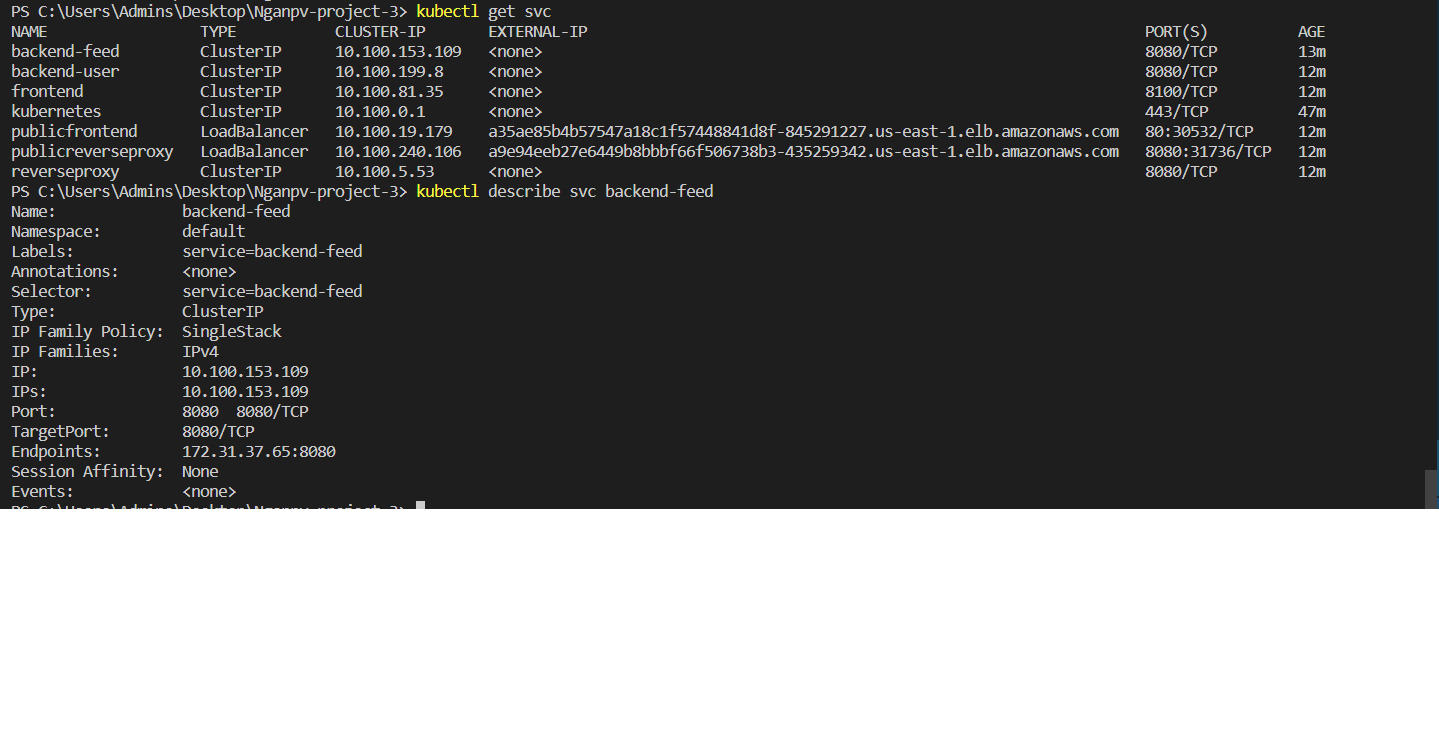 PS C:\Users\Admins\Desktop\Nganpv-project-3> kubectl get svc
NAME TYPE CLUSTER-IP EXTERNAL-IP PORT(S) AGE
backend-feed ClusterIP 10.100.153.109 <none> 8080/TCP 13m
backend-user ClusterIP 10.100.199.8 <none> 8080/TCP 12m
frontend ClusterIP 10.100.81.35 <none> 8100/TCP 12m
kubernetes ClusterIP 10.100.0.1 <none> 443/TCP 47m
publicfrontend LoadBalancer 10.100.19.179 a35ae85b4b57547a18c1f57448841d8f-845291227.us-east-1.elb.amazonaws.com 80:30532/TCP 12m
publicreverseproxy LoadBalancer 10.100.240.106 a9e94eeb27e6449b8bbbf66f506738b3-435259342.us-east-1.elb.amazonaws.com 8080:31736/TCP 12m
reverseproxy ClusterIP 10.100.5.53 <none> 8080/TCP 12m
PS C:\Users\Admins\Desktop\Nganpv-project-3> kubectl describe svc backend-feed
Name: backend-feed
Namespace: default
Labels: service=backend-feed
Annotations: <none>
Selector: service=backend-feed
Type: ClusterIP
IP Family Policy: SingleStack
IP Families: IPv4
IP: 10.100.153.109
IPs: 10.100.153.109
Port: 8080 8080/TCP
TargetPort: 8080/TCP
Endpoints: 172.31.37.65:8080
Session Affinity: None
Events: <none>
PS C:\Users\Admins\Desktop\Nganpv-project-3>